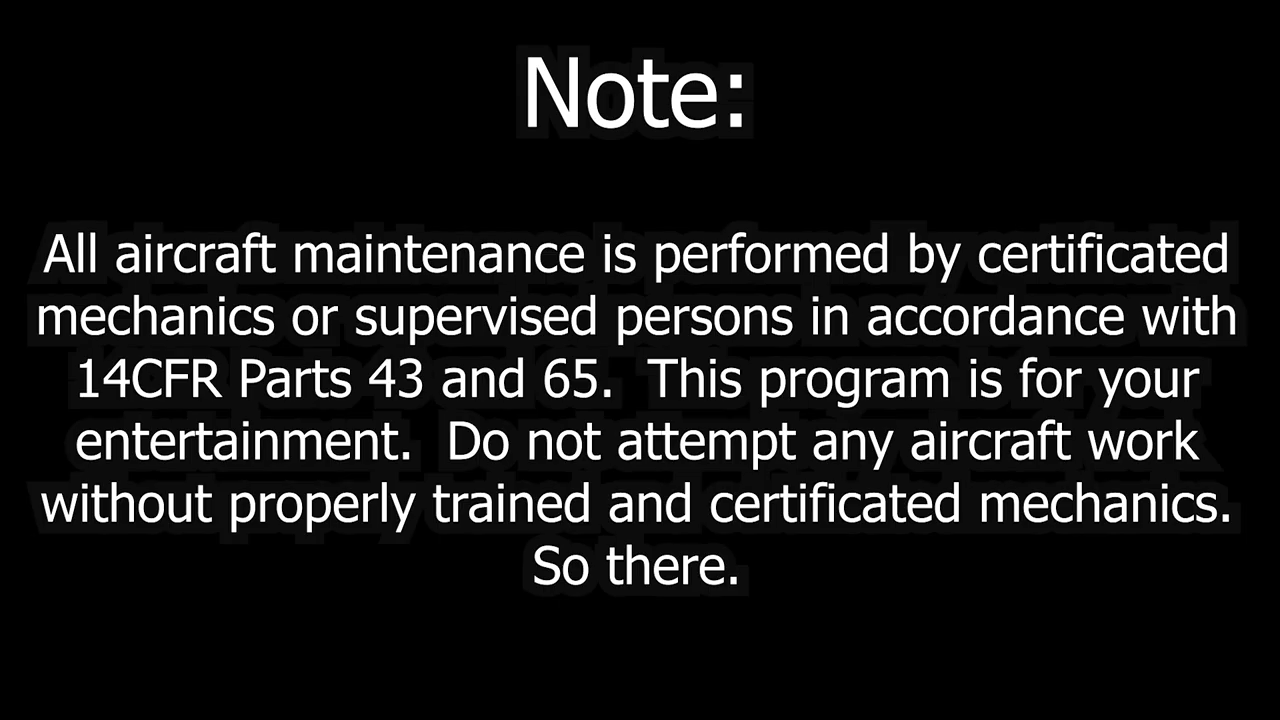 Note:
All aircraft maintenance is performed by certificated
mechanics or supervised persons in accordance with
14CFR Parts 43 and 65.  This program is for your
entertainment.  Do not attempt any aircraft work
without properly trained and certificated mechanics.
So there.